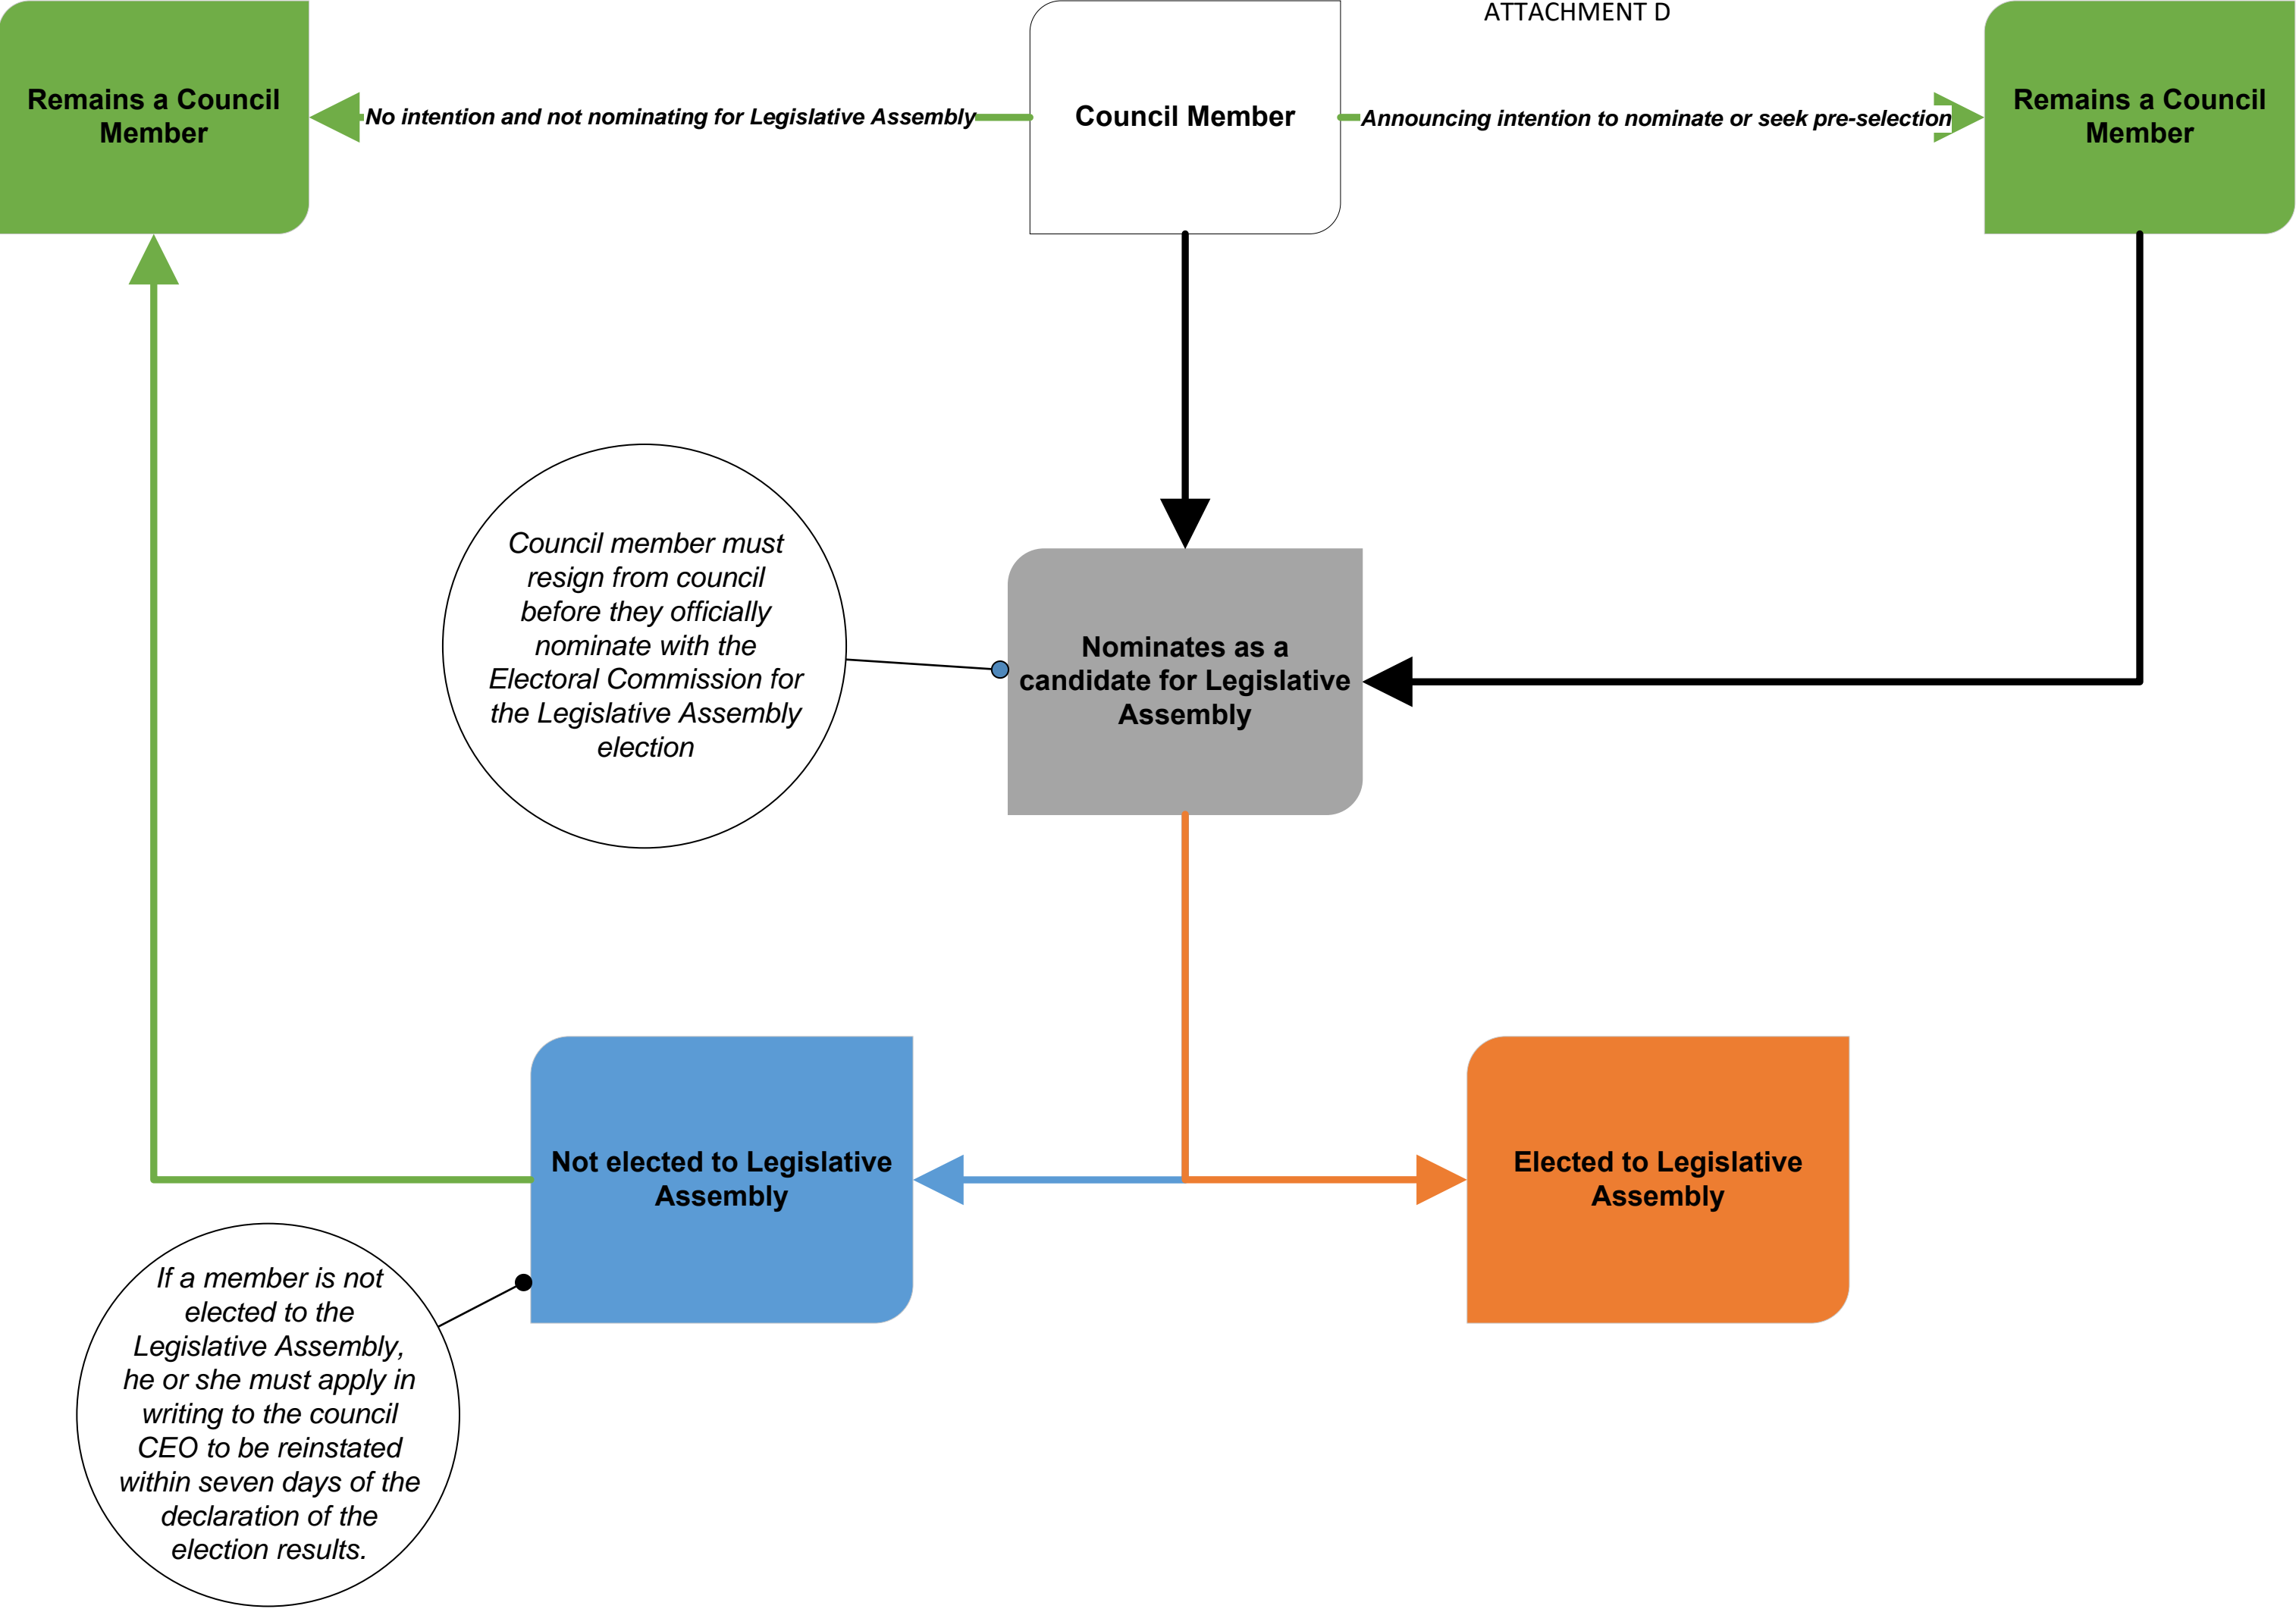 ATTACHMENT D
Remains a Council
Member
No intention and not nominating for Legislative Assembly
Council Member
Announcing intention to nominate or seek pre-selection
Remains a Council
Member
Council member must
resign from council
before they officially
nominate with the
Electoral Commission for
the Legislative Assembly
election
Nominates as a
candidate for Legislative
Assembly
Not elected to Legislative
Assembly
Elected to Legislative
Assembly
If a member is not
elected to the
Legislative Assembly,
he or she must apply in
writing to the council
CEO to be reinstated
within seven days of the
declaration of the
election results.